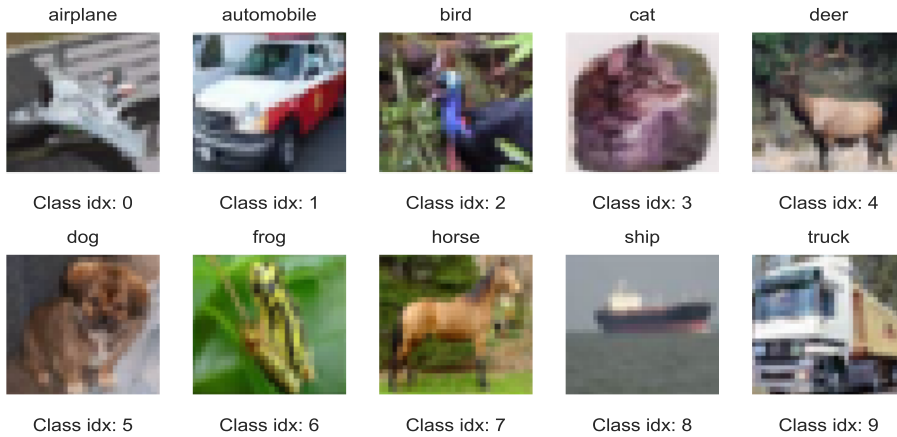 airplane automobile bird cat deer
Class idx: 0 Class idx: 1 Class idx: 2 Class idx: 3 Class idx: 4
dog frog horse ship truck
Class idx: 5 Class idx: 6 Class idx: 7 Class idx: 8 Class idx: 9